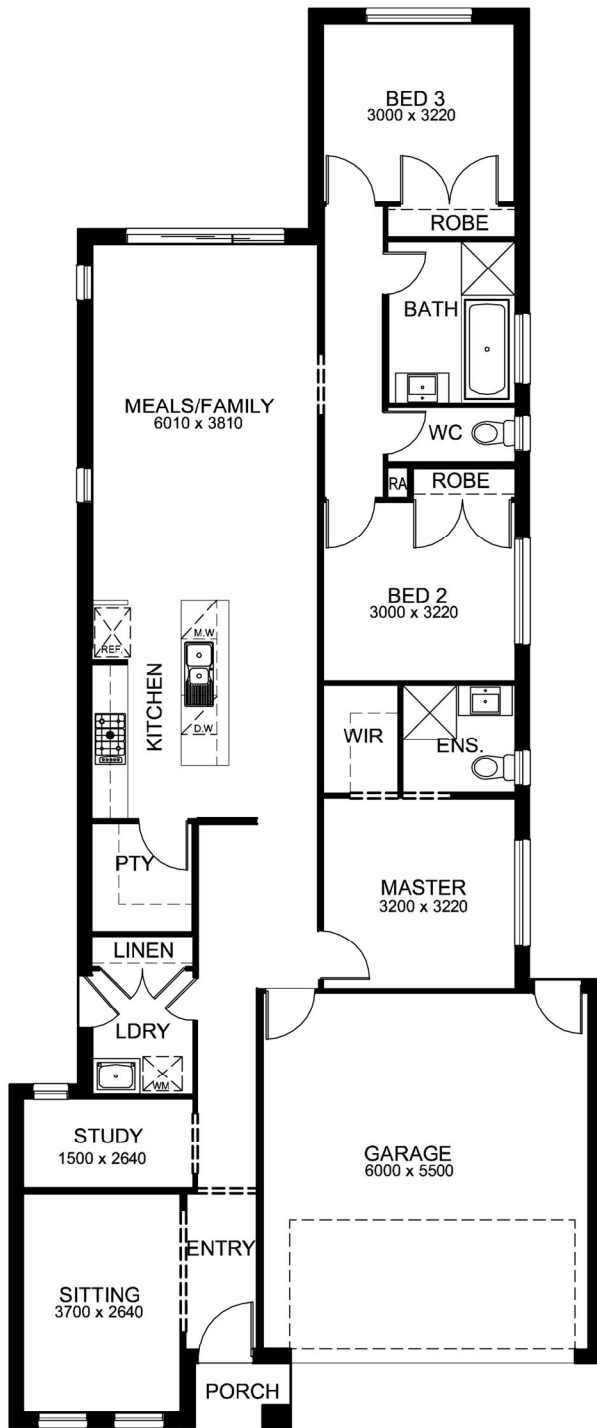 BED 3
3000 x 3220
ROBE
BATH
MEALS/FAMILY
6010 x 3810
WC
RA
ROBE
BED 2
3000 x 3220
REF.
M.W
KITCHEN
D.W
WIR
ENS.
PTY
MASTER
3200 x 3220
LINEN
LDRY
WM
STUDY
1500 x 2640
GARAGE
6000 x 5500
ENTRY
SITTING
3700 x 2640
PORCH